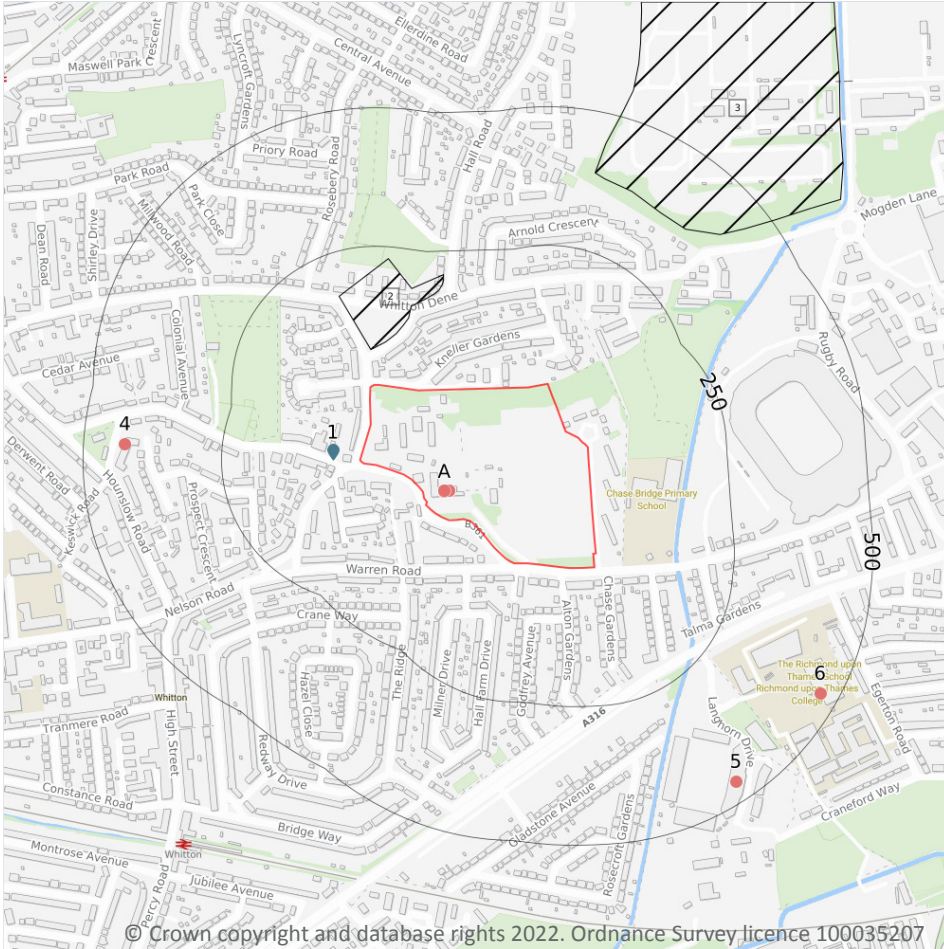 Ellerdine Road
Central Avenue
Maswell Park Crescent
Lyncroft Gardens
3
Hall Road
Priory Road
Rosebery Road
Park Road
Park Close
Millwood Road
Mogden Lane
Dean Road
Shirley Drive
Arnold Crescent
2
Whitton Dene
Colonial Avenue
Kneller Gardens
Rugby Road
Cedar Avenue
250
1
4
Derwent Road
A
Hounslow Road
Keswick Road
Prospect Crescent
Chase Bridge Primary
School
B361
500
Warren Road
Nelson Road
Chase Gardens
Crane Way
Alton Gardens
Talma Gardens
The Ridge
Milner Drive
Hall Farm Drive
Godfrey Avenue
Hazel Close
The Richmond upon
Thames School
Richmond upon Thames
College
6
Egerton Road
Whitton
Tranmere Road
High Street
A316
Langhorn Drive
Redway Drive
5
Constance Road
Gladstone Avenue
Craneford Way
Bridge Way
Rosecroft Gardens
Montrose Avenue
Whitton
Jubilee Avenue
Percy Road
© Crown copyright and database rights 2022. Ordnance Survey licence 100035207